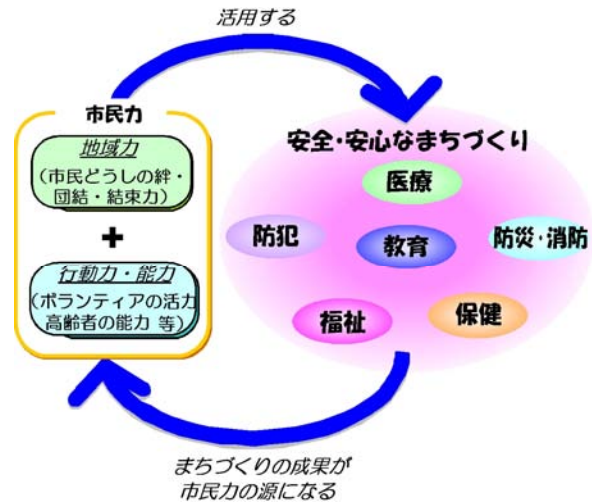 活用する
市民力
地域力
(市民どうしの絆・
団結・結束力)
+
行動力・能力
(ボランティアの活力
高齢者の能力 等)
安全・安心なまちづくり
医療
防犯
教育
防災・消防
福祉
保健
まちづくりの成果が
市民力の源になる